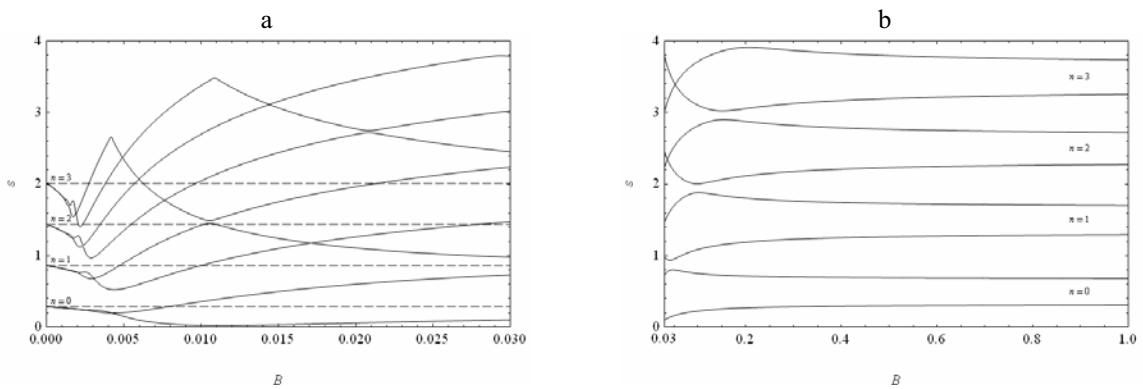 a
b
4
3
2
1
0
ε
n = 3
n = 2
n = 1
n = 0
0.000
0.005
0.010
0.015
0.020
0.025
0.030
B
4
3
2
1
0
ε
n = 3
n = 2
n = 1
n = 0
0.03
0.2
0.4
0.6
0.8
1.0
B